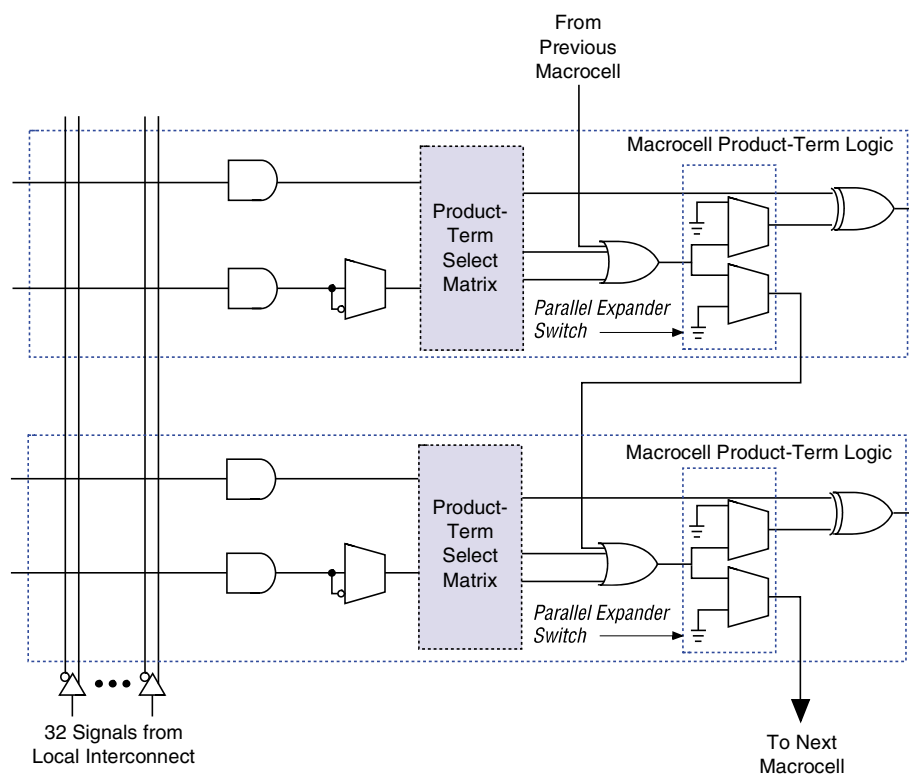 From
Previous
Macrocell
Macrocell Product-Term Logic
Product-
Term
Select
Matrix
Parallel Expander
Switch
Macrocell Product-Term Logic
Product-
Term
Select
Matrix
Parallel Expander
Switch
32 Signals from
Local Interconnect
To Next
Macrocell